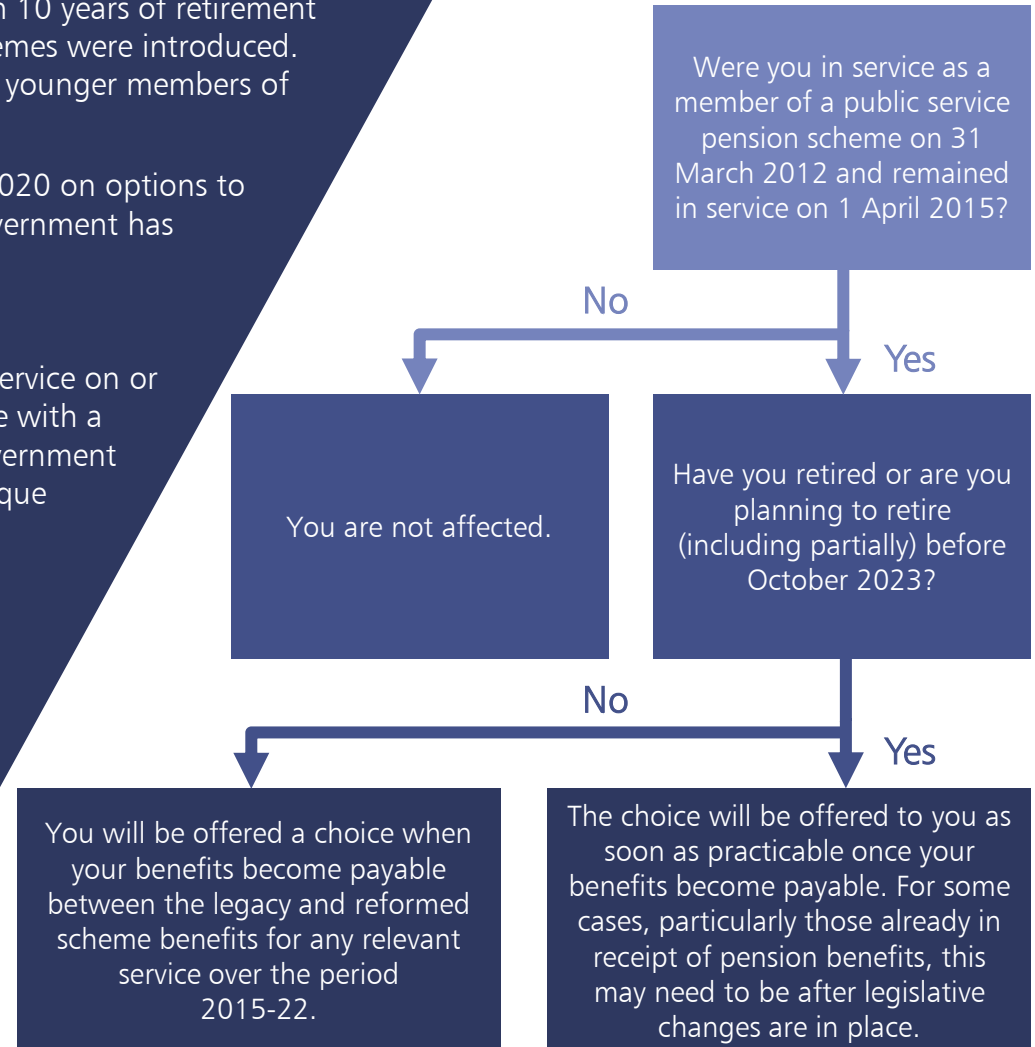 n 10 years of retirement
emes were introduced.
younger members of
020 on options to
vernment has
ervice on or
e with a
vernment
que
Were you in service as a
member of a public service
pension scheme on 31
March 2012 and remained
in service on 1 April 2015?
No
Yes
You are not affected.
Have you retired or are you
planning to retire
(including partially) before
October 2023?
No
Yes
You will be offered a choice when
your benefits become payable
between the legacy and reformed
scheme benefits for any relevant
service over the period
2015-22.
The choice will be offered to you as
soon as practicable once your
benefits become payable. For some
cases, particularly those already in
receipt of pension benefits, this
may need to be after legislative
changes are in place.